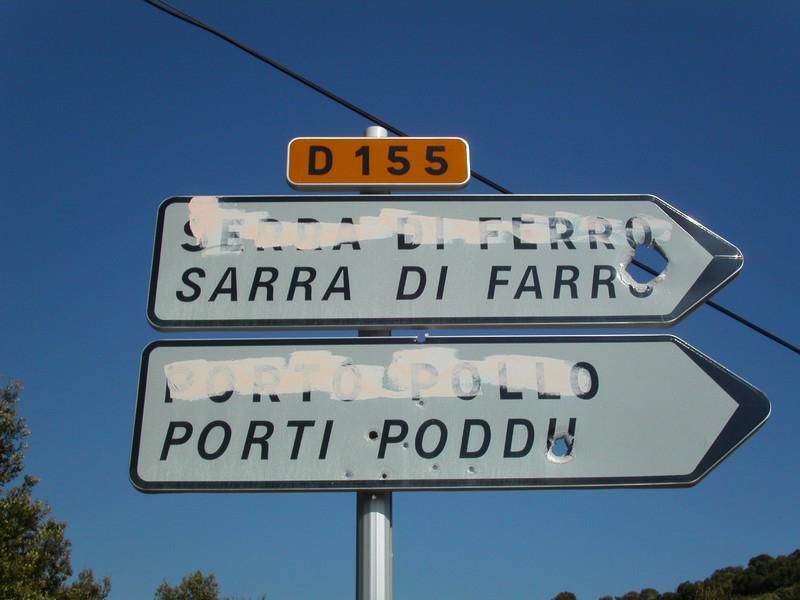 D 155
SERRA DI FERRO
SARRA DI FARRO
PORTO POLLO
PORTI PODDU